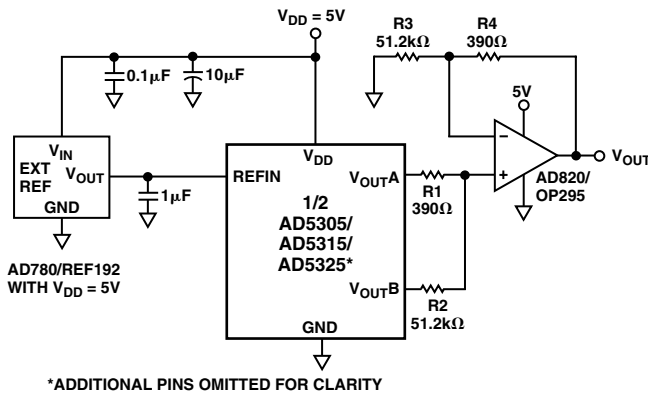 V_DD = 5V
0.1μF
10μF
R3
51.2kΩ
R4
390Ω
5V
V_IN
EXT
REF
V_OUT
GND
1μF
REFIN
V_DD
V_OUTA
1/2
AD5305/
AD5315/
AD5325*
V_OUTB
GND
R1
390Ω
R2
51.2kΩ
−
+
V_OUT
AD820/
OP295
AD780/REF192
WITH V_DD = 5V
*ADDITIONAL PINS OMITTED FOR CLARITY